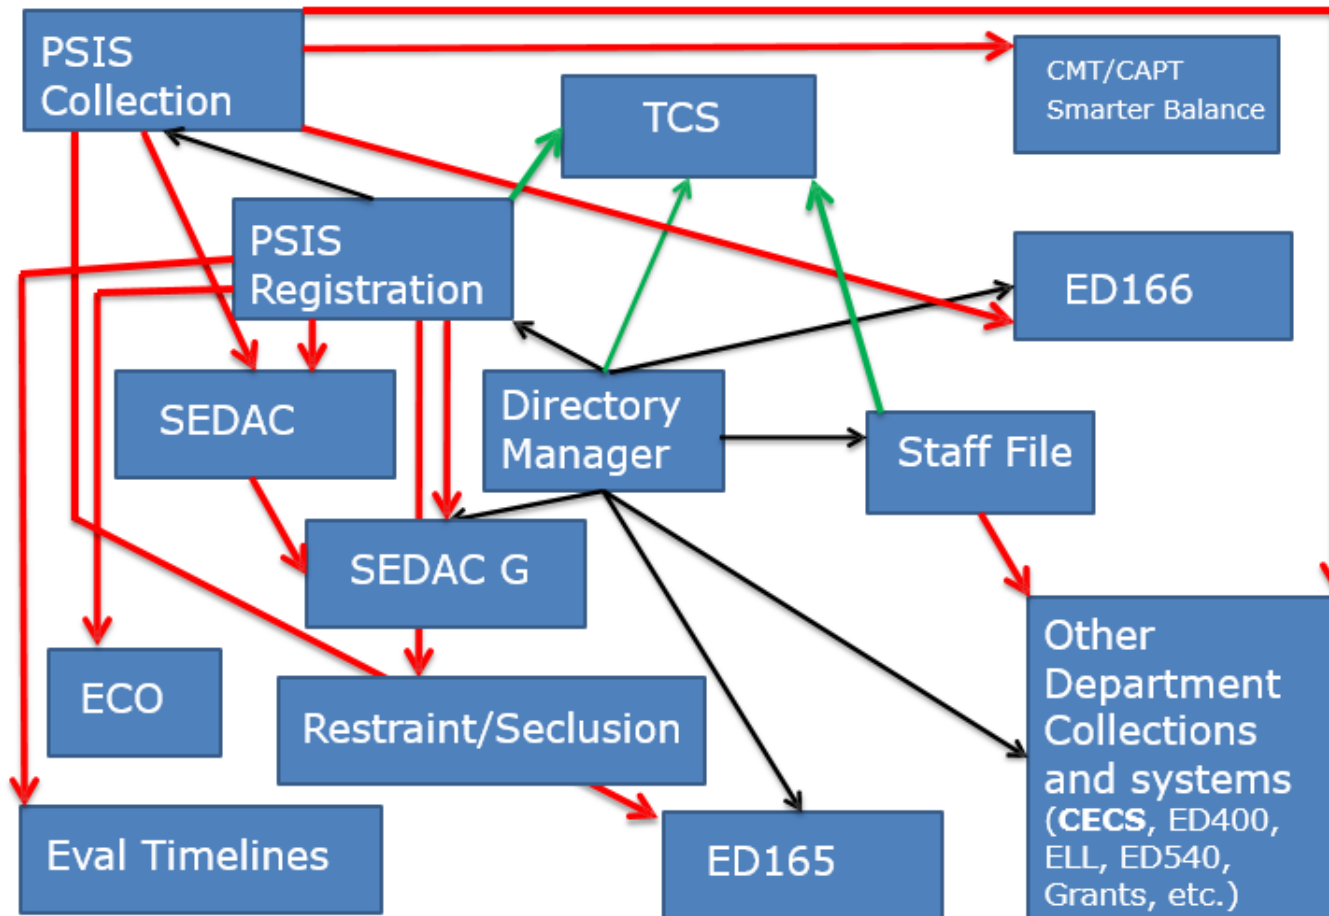 PSIS
Collection
CMT/CAPT
Smarter Balance
TCS
PSIS
Registration
ED166
SEDAC
Directory
Manager
Staff File
SEDAC G
Other
Department
Collections
and systems
(CECS, ED400,
ELL, ED540,
Grants, etc.)
ECO
Restraint/Seclusion
Eval Timelines
ED165